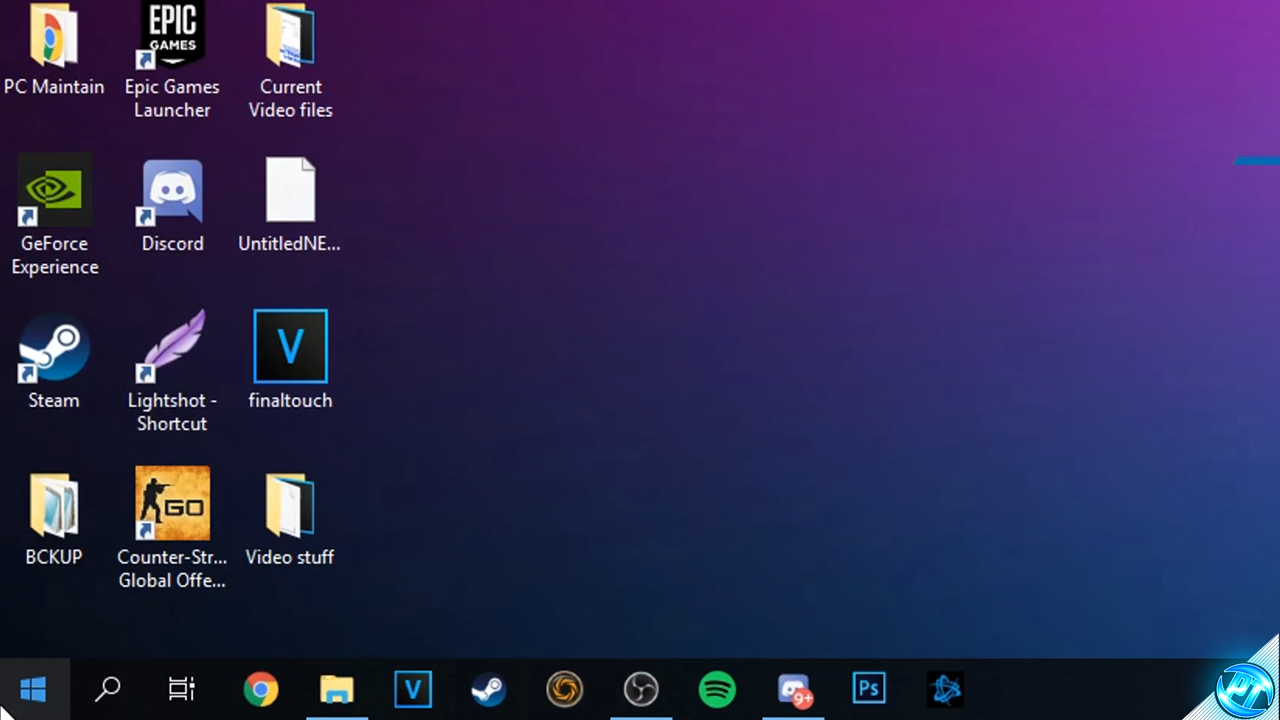 EPIC
GAMES
PC Maintain
Epic Games
Launcher
Current
Video files
GeForce
Experience
Discord
UntitledNE...
V
Steam
Lightshot -
Shortcut
finaltouch
GO
BCKUP
Counter-Str...
Global Offe...
Video stuff
V
9+
Ps
PT